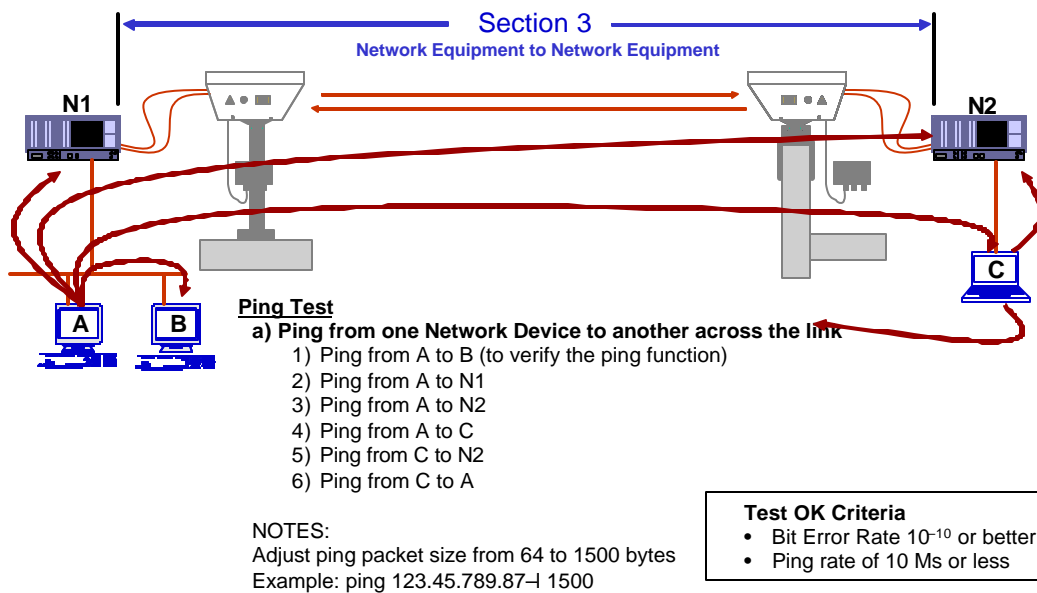 Section 3
Network Equipment to Network Equipment
N1
N2
A
B
C
Ping Test
a) Ping from one Network Device to another across the link
1) Ping from A to B (to verify the ping function)
2) Ping from A to N1
3) Ping from A to N2
4) Ping from A to C
5) Ping from C to N2
6) Ping from C to A
NOTES:
Adjust ping packet size from 64 to 1500 bytes
Example: ping 123.45.789.87–l 1500
Test OK Criteria
• Bit Error Rate 10⁻¹⁰ or better
• Ping rate of 10 Ms or less